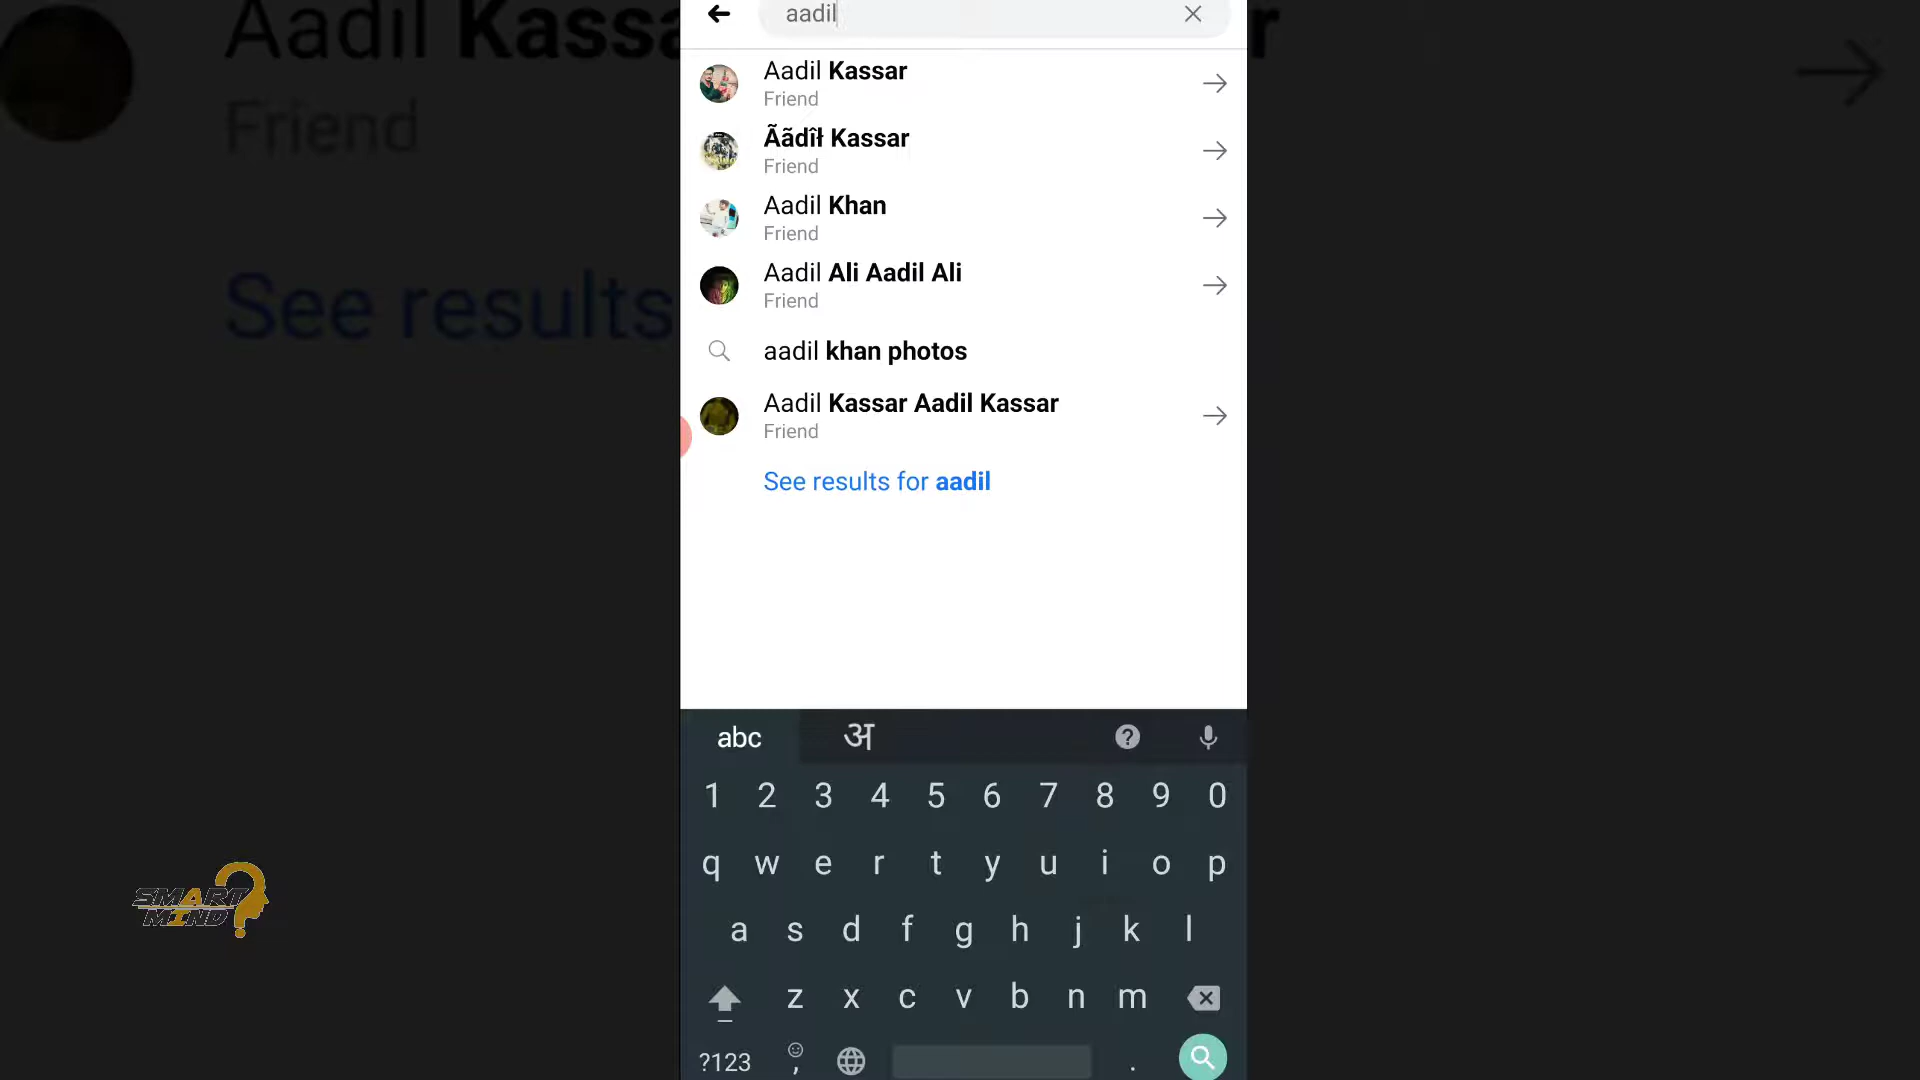 aadil
Aadil Kassar
Friend
Ããdîł Kassar
Friend
Aadil Khan
Friend
Aadil Ali Aadil Ali
Friend
aadil khan photos
Aadil Kassar Aadil Kassar
Friend
See results for aadil
Aadil Kassa
r
Friend
See results
SMART
MIND
abc अ
1 2 3 4 5 6 7 8 9 0
q w e r t y u i o p
a s d f g h j k l
z x c v b n m
?123 , .